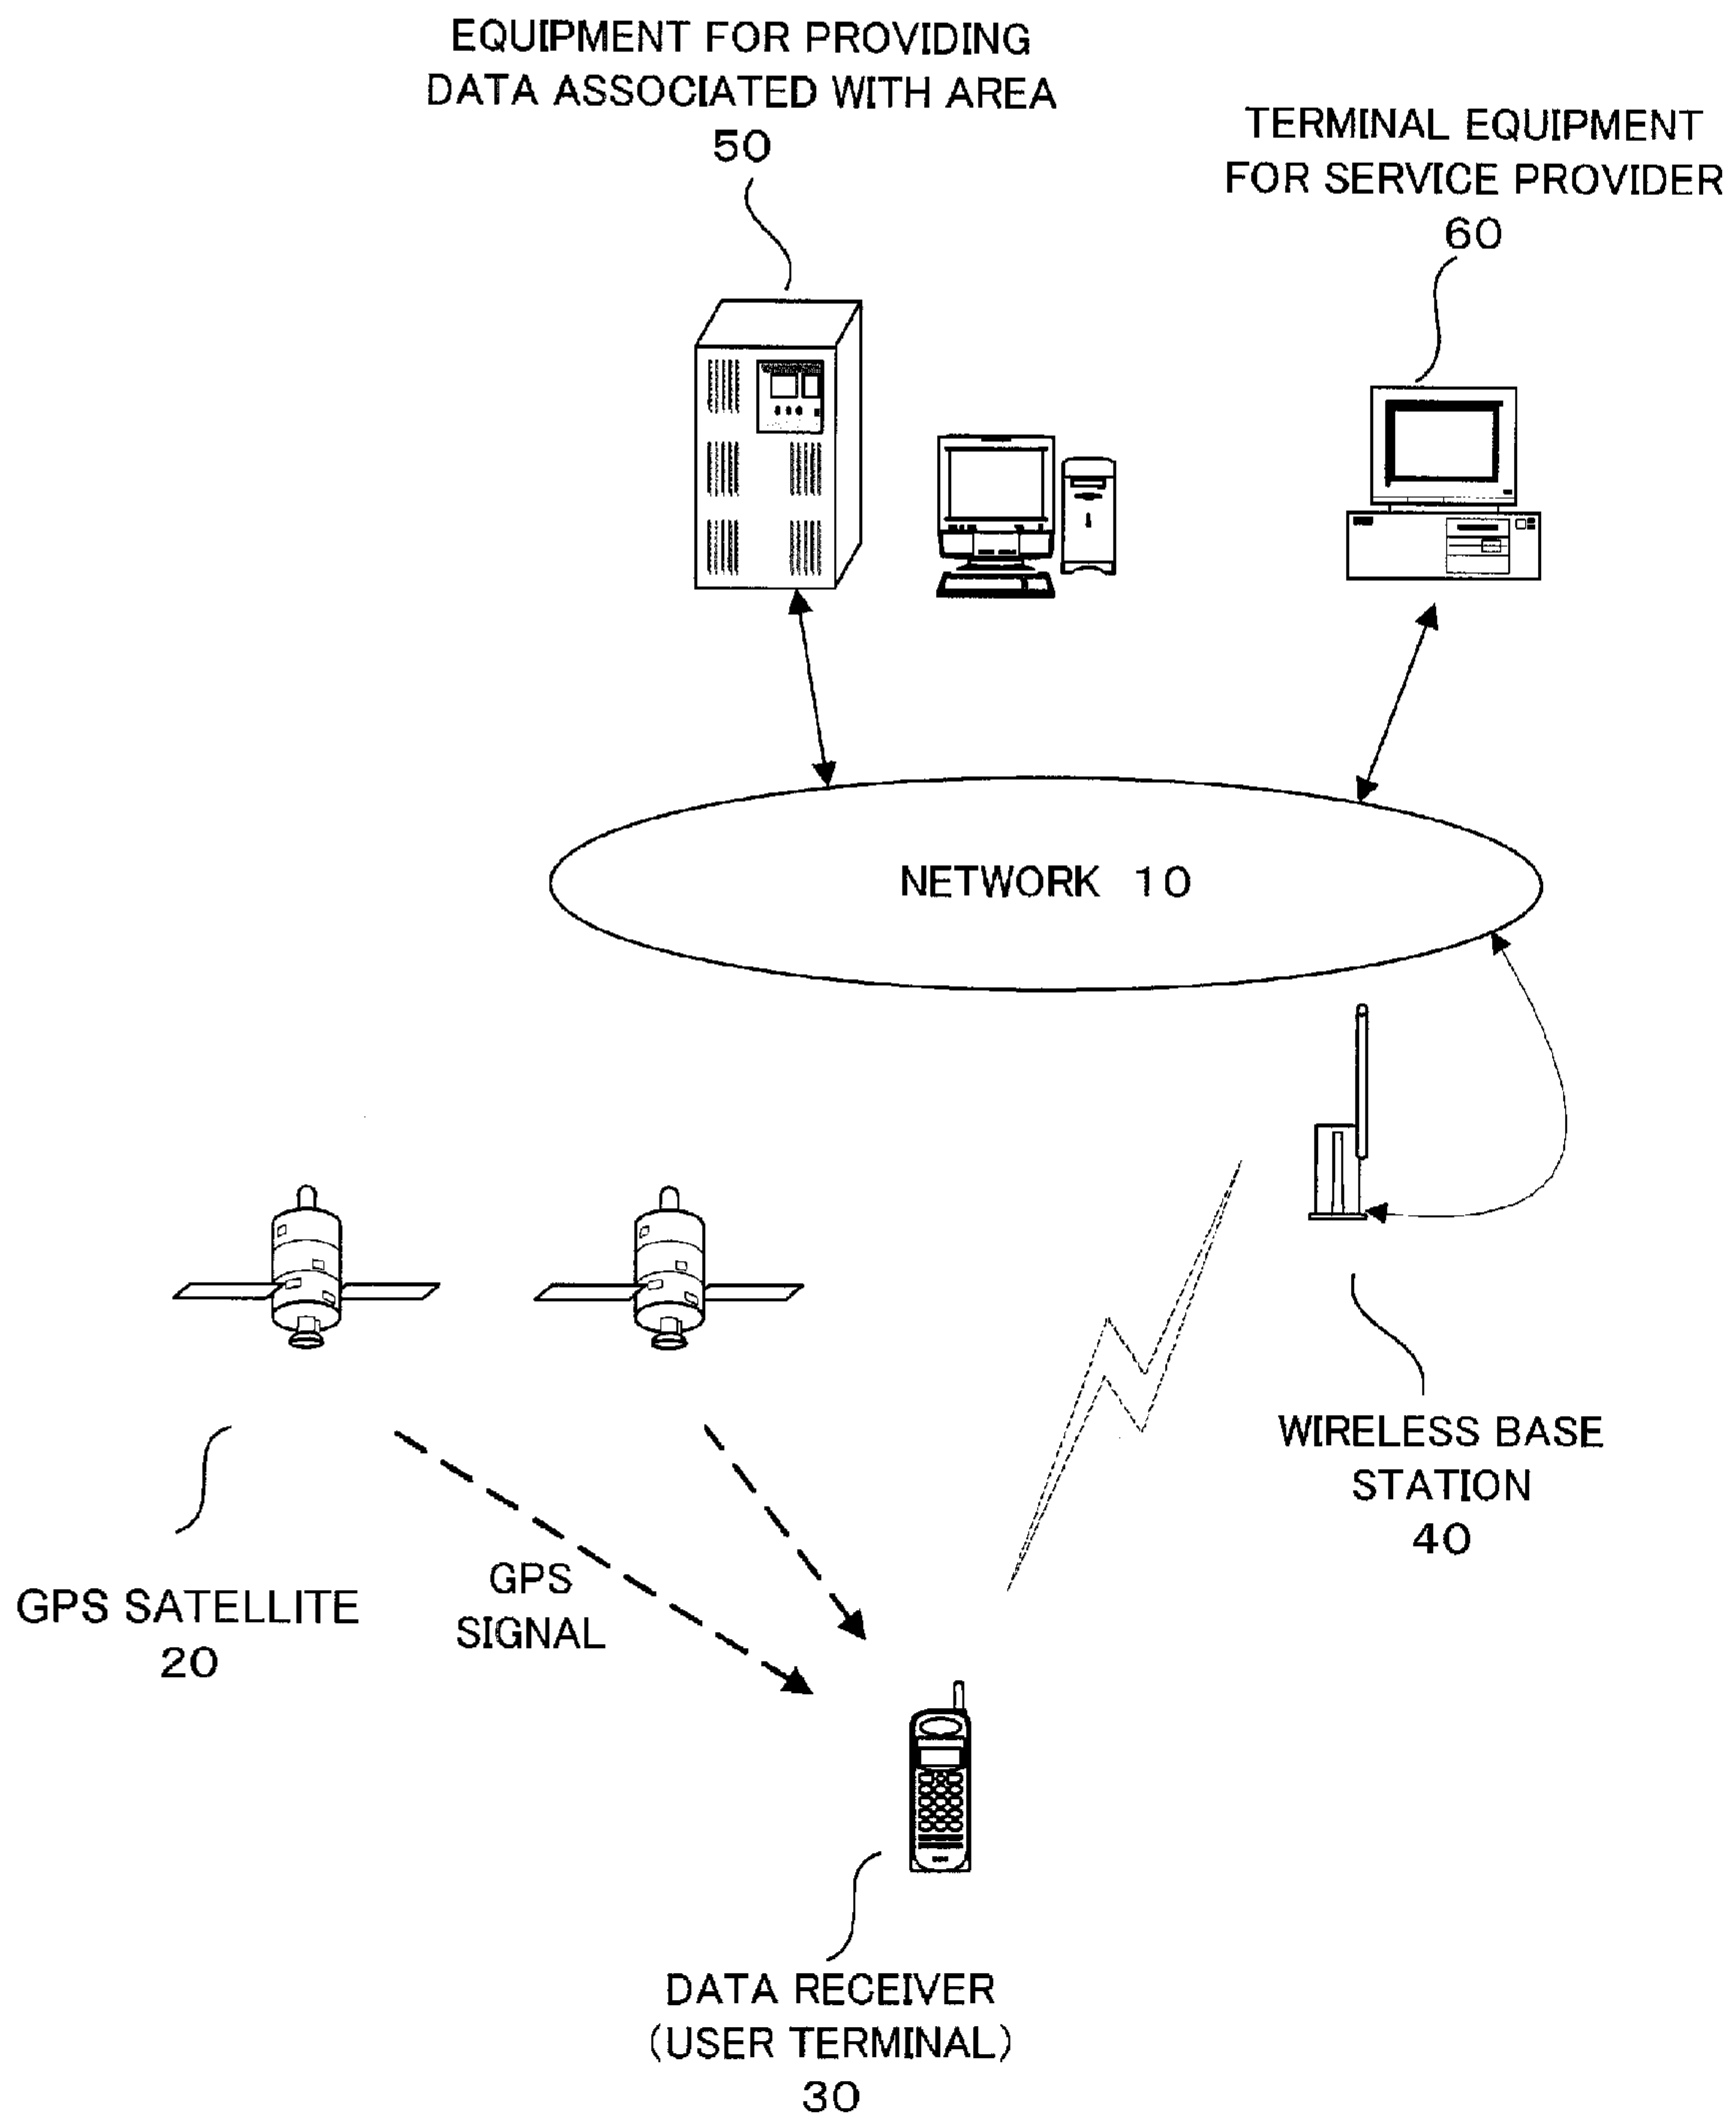 EQUIPMENT FOR PROVIDING
DATA ASSOCIATED WITH AREA
50
TERMINAL EQUIPMENT
FOR SERVICE PROVIDER
60
NETWORK 10
WIRELESS BASE
STATION
40
GPS SATELLITE
20
GPS
SIGNAL
DATA RECEIVER
(USER TERMINAL)
30